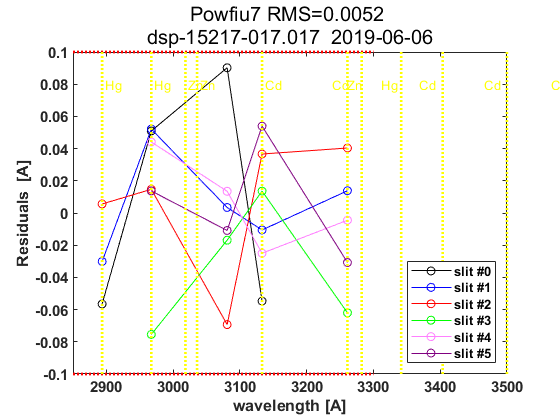 Powfiu7 RMS=0.0052
dsp-15217-017.017 2019-06-06
0.1
0.08
0.06
0.04
0.02
0
-0.02
-0.04
-0.06
-0.08
-0.1
Residuals [A]
Hg Hg Zn Cd Zn Hg Cd Cd
slit #0
slit #1
slit #2
slit #3
slit #4
slit #5
2900 3000 3100 3200 3300 3400 3500
wavelength [A]